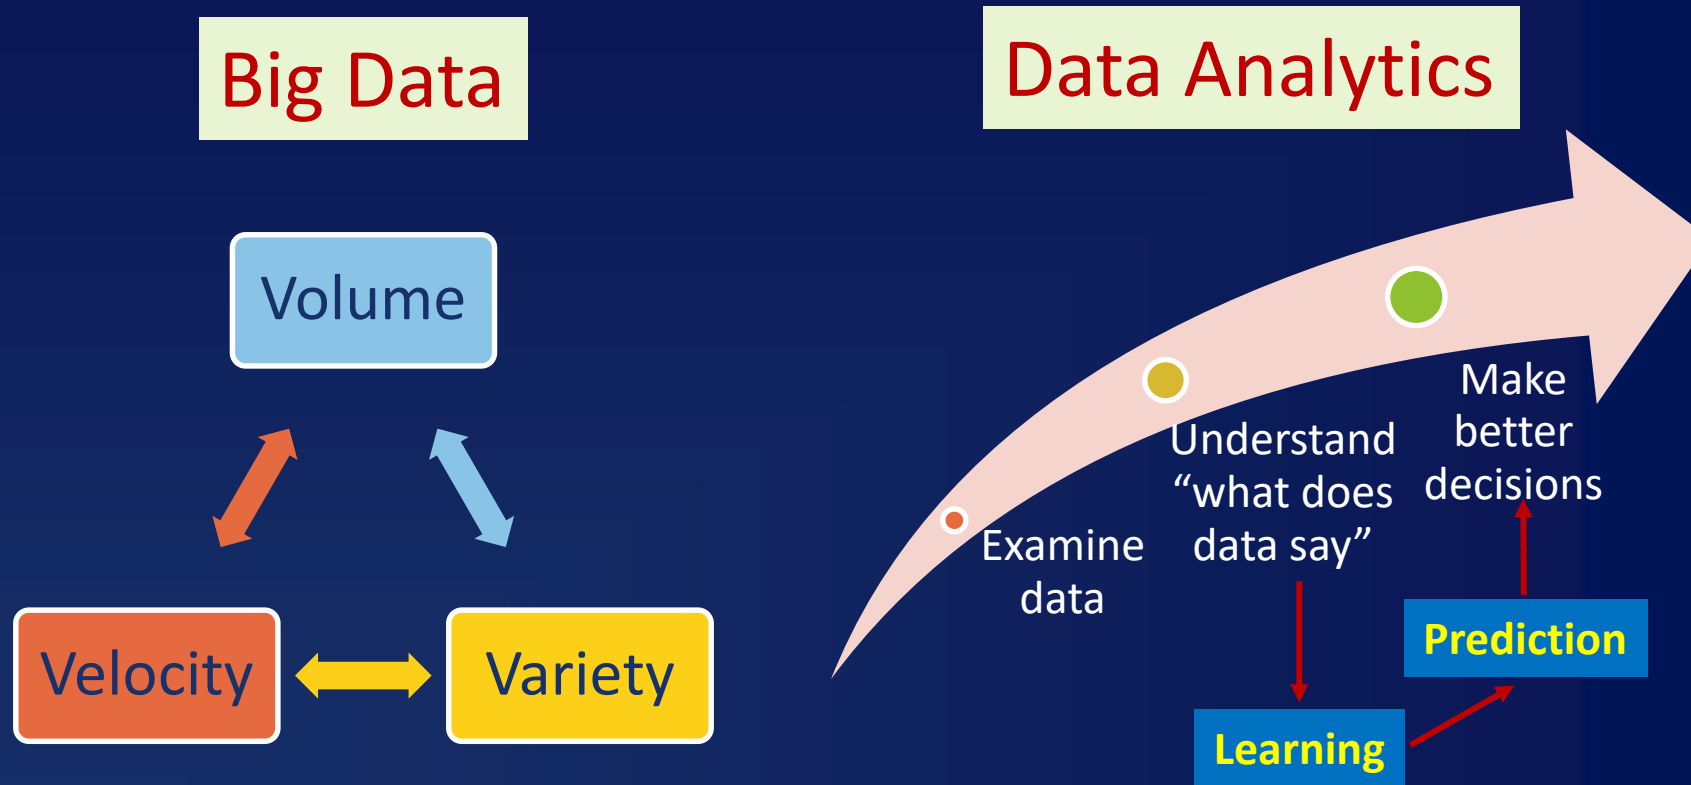 Big Data
Volume
Velocity
Variety
Data Analytics
Examine
data
Understand
“what does
data say”
Make
better
decisions
Learning
Prediction